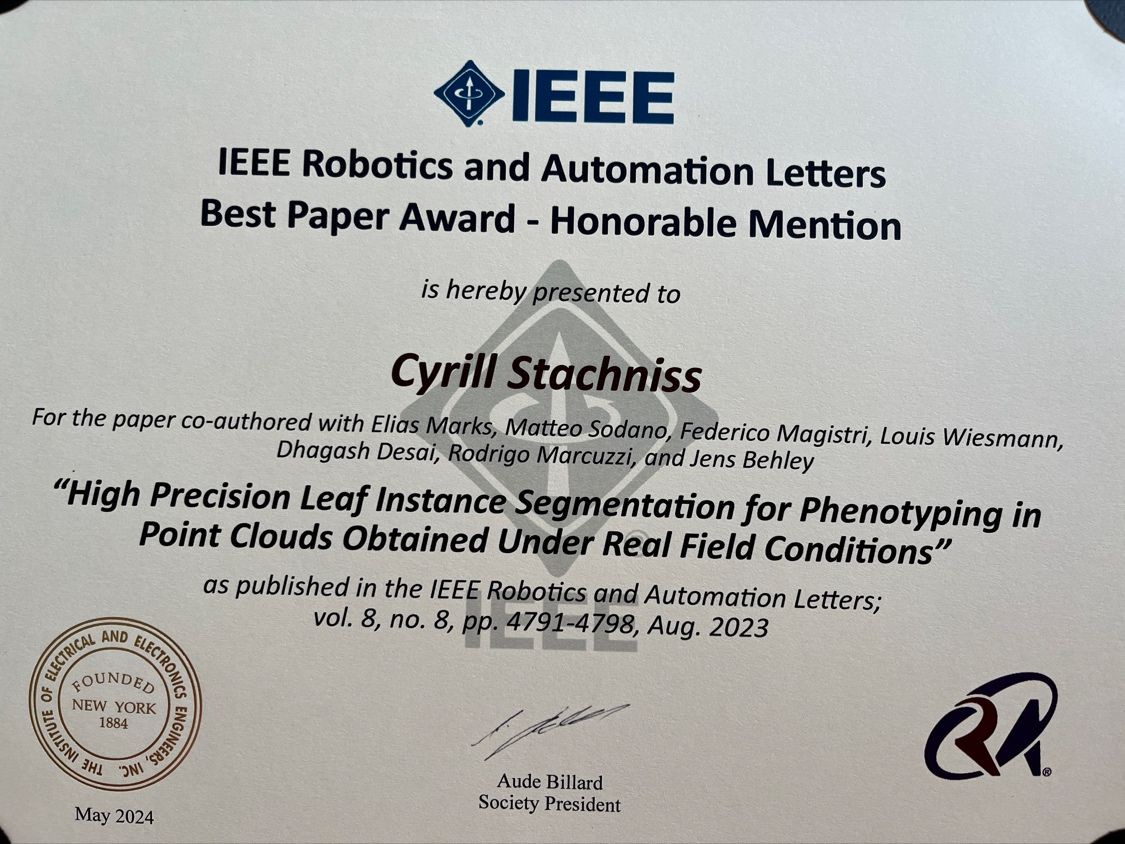 IEEE
IEEE Robotics and Automation Letters
Best Paper Award - Honorable Mention
is hereby presented to
Cyrill Stachniss
For the paper co-authored with Elias Marks, Matteo Sodano, Federico Magistri, Louis Wiesmann,
Dhagash Desai, Rodrigo Marcuzzi, and Jens Behley
“High Precision Leaf Instance Segmentation for Phenotyping in
Point Clouds Obtained Under Real Field Conditions”
as published in the IEEE Robotics and Automation Letters;
vol. 8, no. 8, pp. 4791-4798, Aug. 2023
IEEE
THE INSTITUTE OF ELECTRICAL AND ELECTRONICS ENGINEERS, INC.
FOUNDED
NEW YORK
1884
May 2024
Aude Billard
Society President
RA®